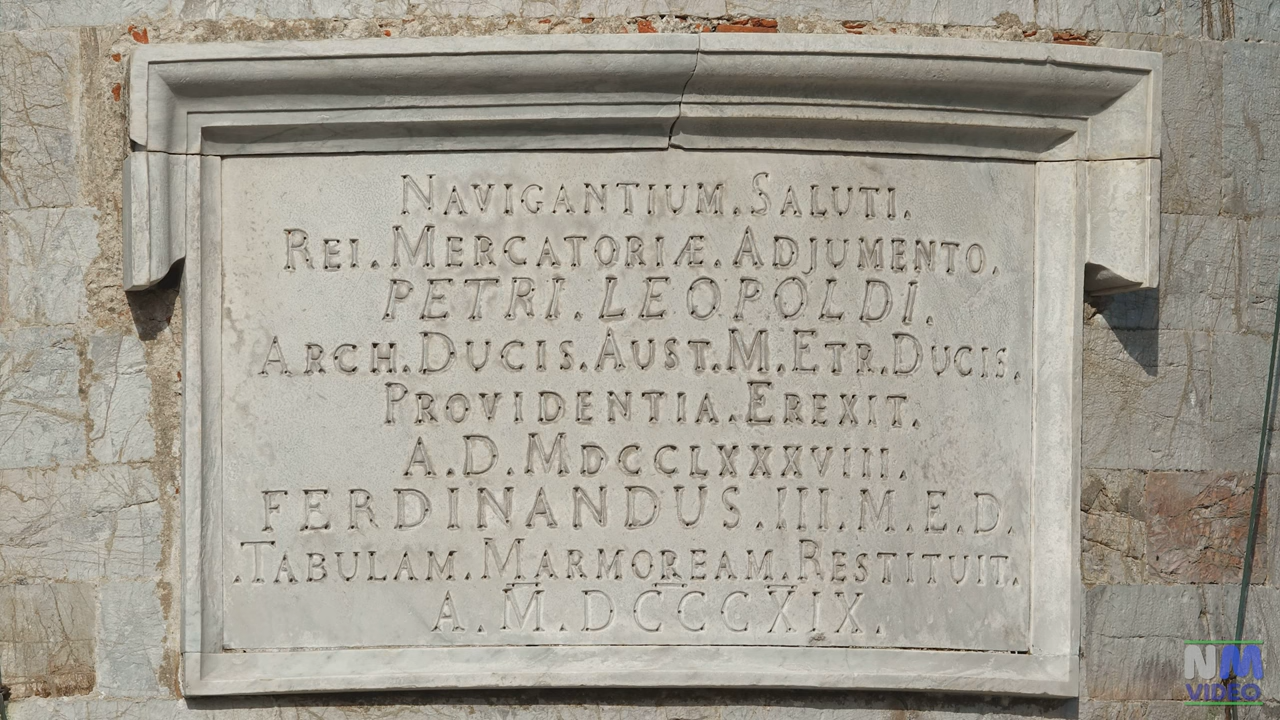 NAVIGANTIUM. SALUTI.
REI. MERCATORIÆ. ADJUMENTO.
PETRI. LEOPOLDI.
ARCH. DUCIS. AUST. M. ETR. DUCIS.
PROVIDENTIA. EREXIT.
A. D. MDCCLXXXVIII.
FERDINANDUS. III. M. E. D.
.TABULAM. MARMOREAM. RESTITUIT.
A. M. DCCCXIX.
NM
VIDEO